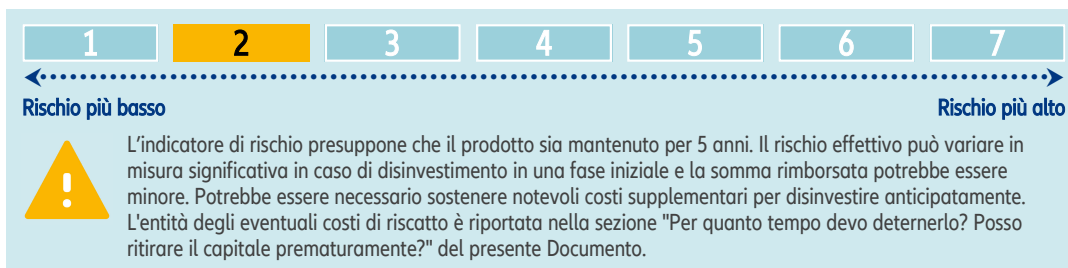 1 2 3 4 5 6 7
Rischio più basso Rischio più alto
L'indicatore di rischio presuppone che il prodotto sia mantenuto per 5 anni. Il rischio effettivo può variare in
misura significativa in caso di disinvestimento in una fase iniziale e la somma rimborsata potrebbe essere
minore. Potrebbe essere necessario sostenere notevoli costi supplementari per disinvestire anticipatamente.
L'entità degli eventuali costi di riscatto è riportata nella sezione "Per quanto tempo devo deternerlo? Posso
ritirare il capitale prematuramente?" del presente Documento.